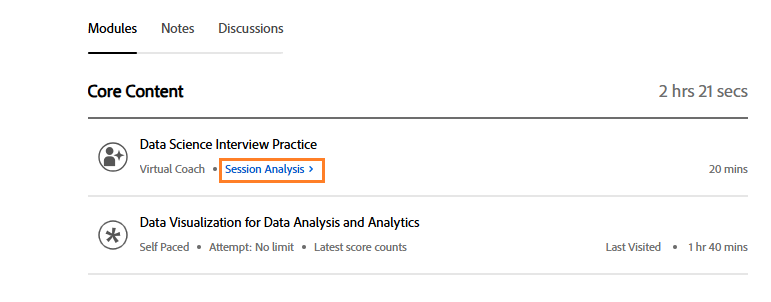 Modules Notes Discussions
Core Content 2 hrs 21 secs
Data Science Interview Practice
Virtual Coach • Session Analysis > 20 mins
Data Visualization for Data Analysis and Analytics
Self Paced • Attempt: No limit • Latest score counts Last Visited • 1 hr 40 mins